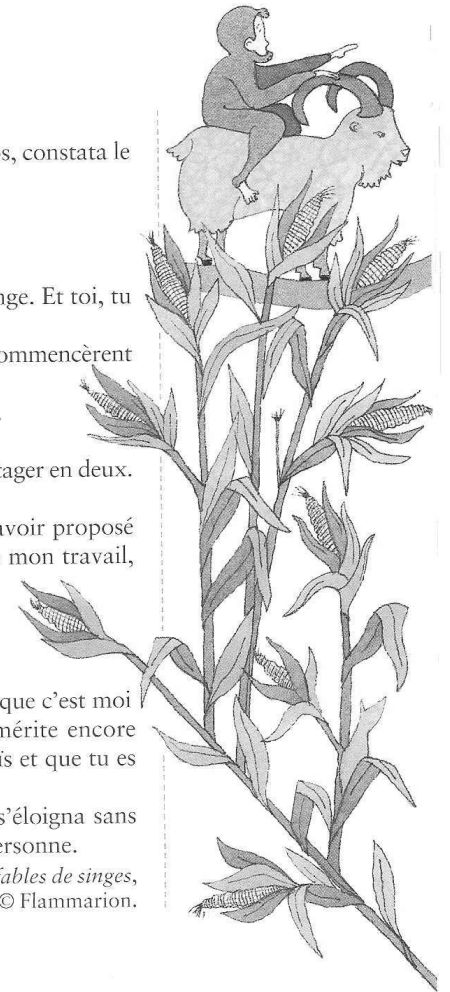 s, constata le
nge. Et toi, tu
ommencèrent
.
tager en deux.
avoir proposé
mon travail,
que c'est moi
mérite encore
ïs et que tu es
s'éloigna sans
ersonne.
fables de singes,
© Flammarion.